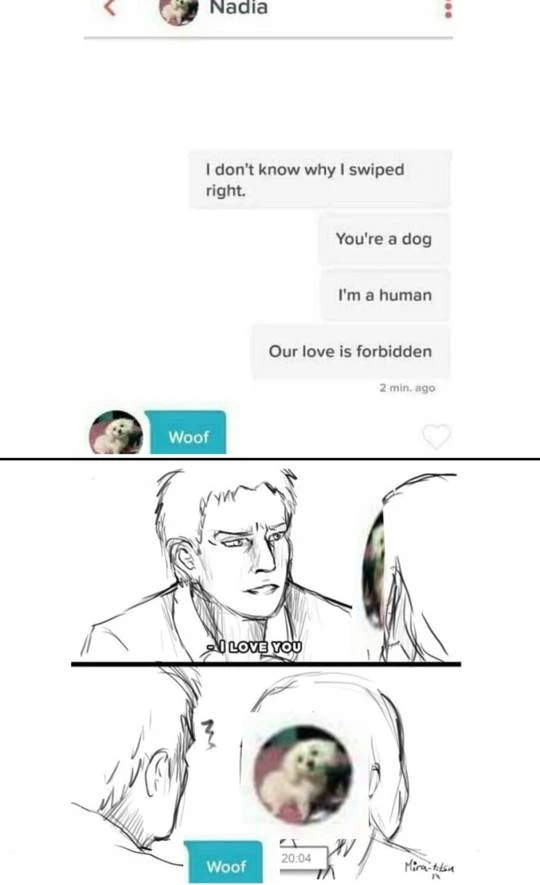 Nadia
I don't know why I swiped
right.
You're a dog
I'm a human
Our love is forbidden
2 min. ago
Woof
- I LOVE YOU
Woof
20:04